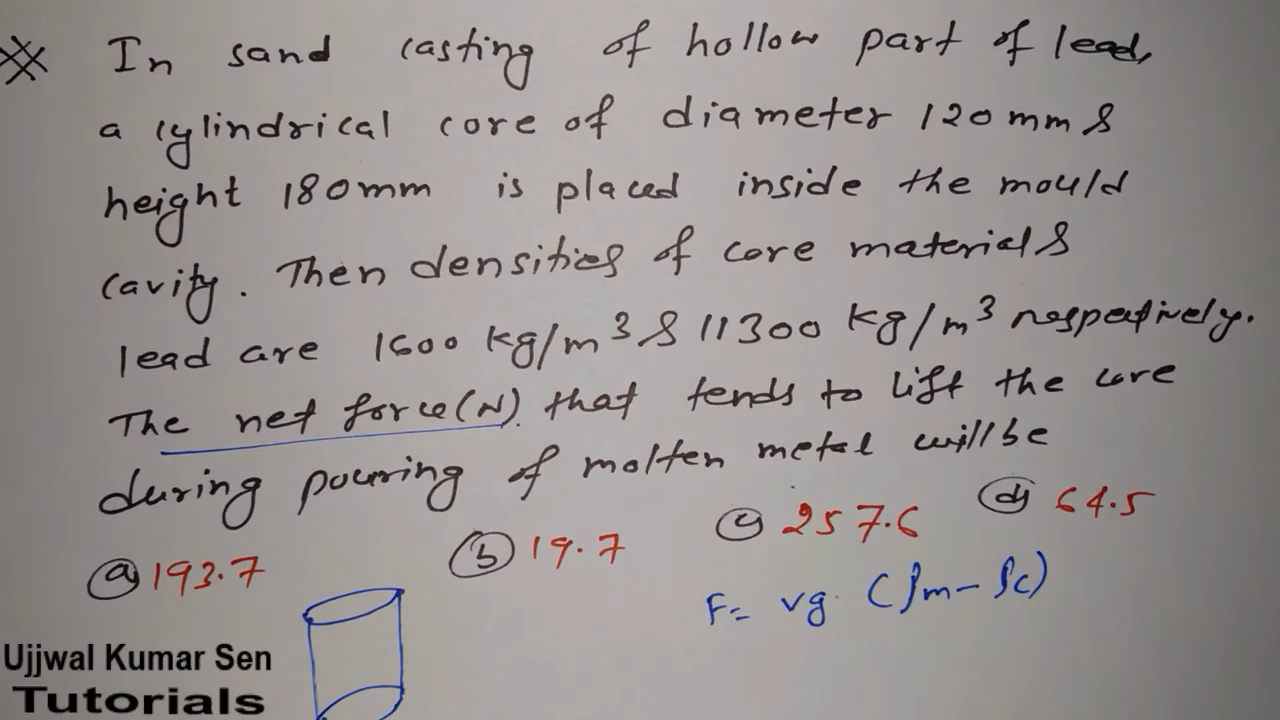 In sand casting of hollow part of lead,
a cylindrical core of diameter 120 mm &
height 180mm is placed inside the mould
cavity. Then densities of core material &
lead are 1600 kg/m³ & 11300 kg/m³ respectively.
The net force (N) that tends to lift the core
during pouring of molten metal will be
(a) 193.7 (b) 19.7 (c) 257.6 (d) 64.5
F = vg (ρm - ρc)
Ujjwal Kumar Sen
Tutorials